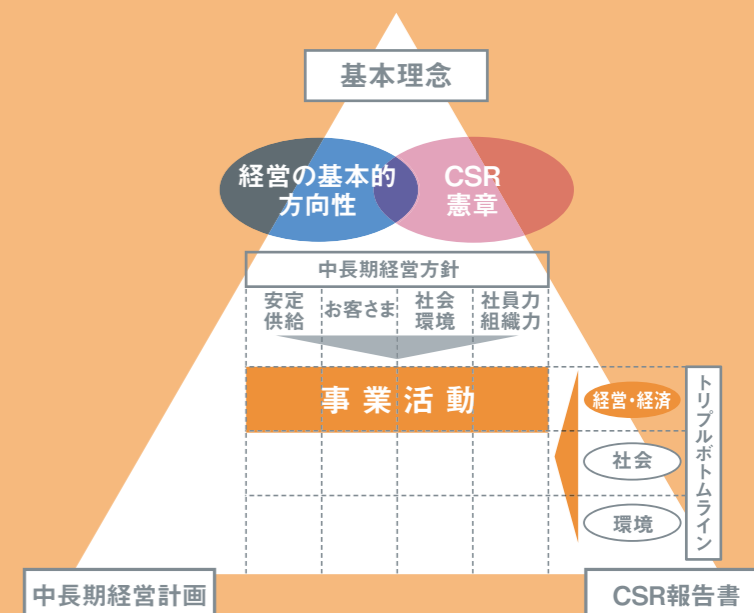 基本理念
経営の基本的
方向性
CSR
憲章
中長期経営方針
安定
供給
お客さま
社会
環境
社員力
組織力
事業活動
経営・経済
社会
環境
トリプルボトムライン
中長期経営計画
CSR報告書